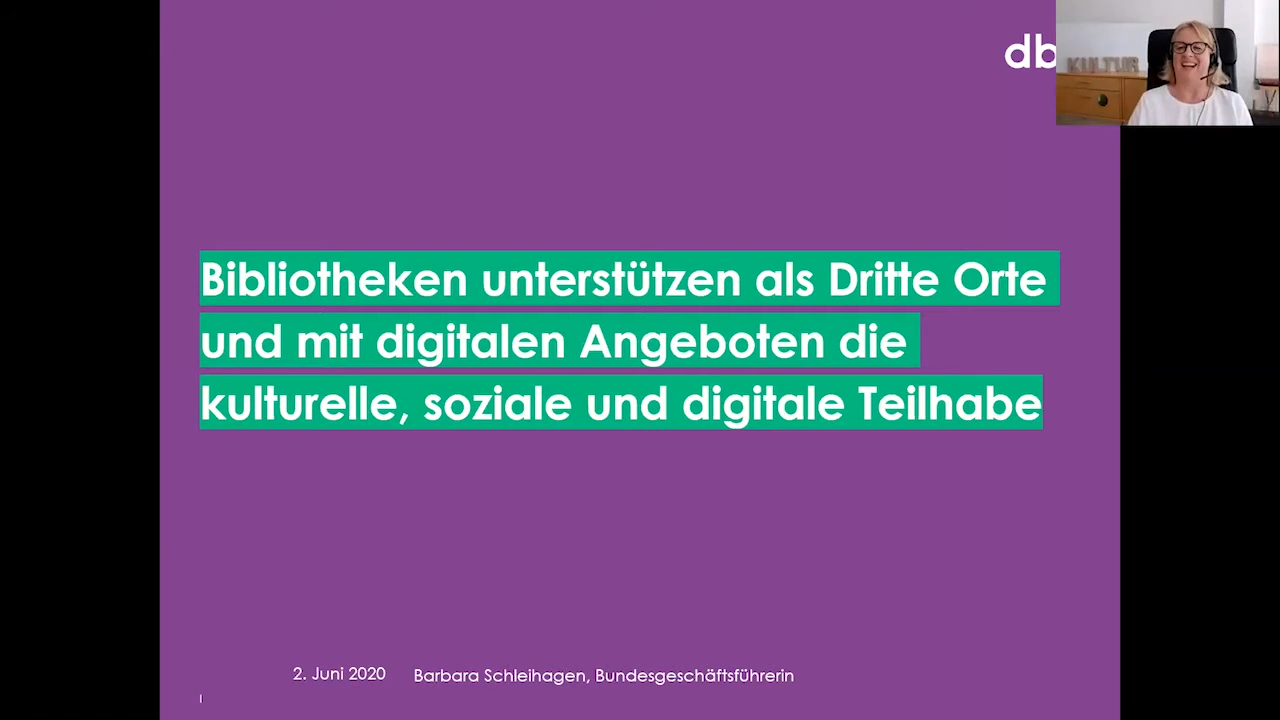 db
KULTUR
Bibliotheken unterstützen als Dritte Orte
und mit digitalen Angeboten die
kulturelle, soziale und digitale Teilhabe
2. Juni 2020 Barbara Schleihagen, Bundesgeschäftsführerin